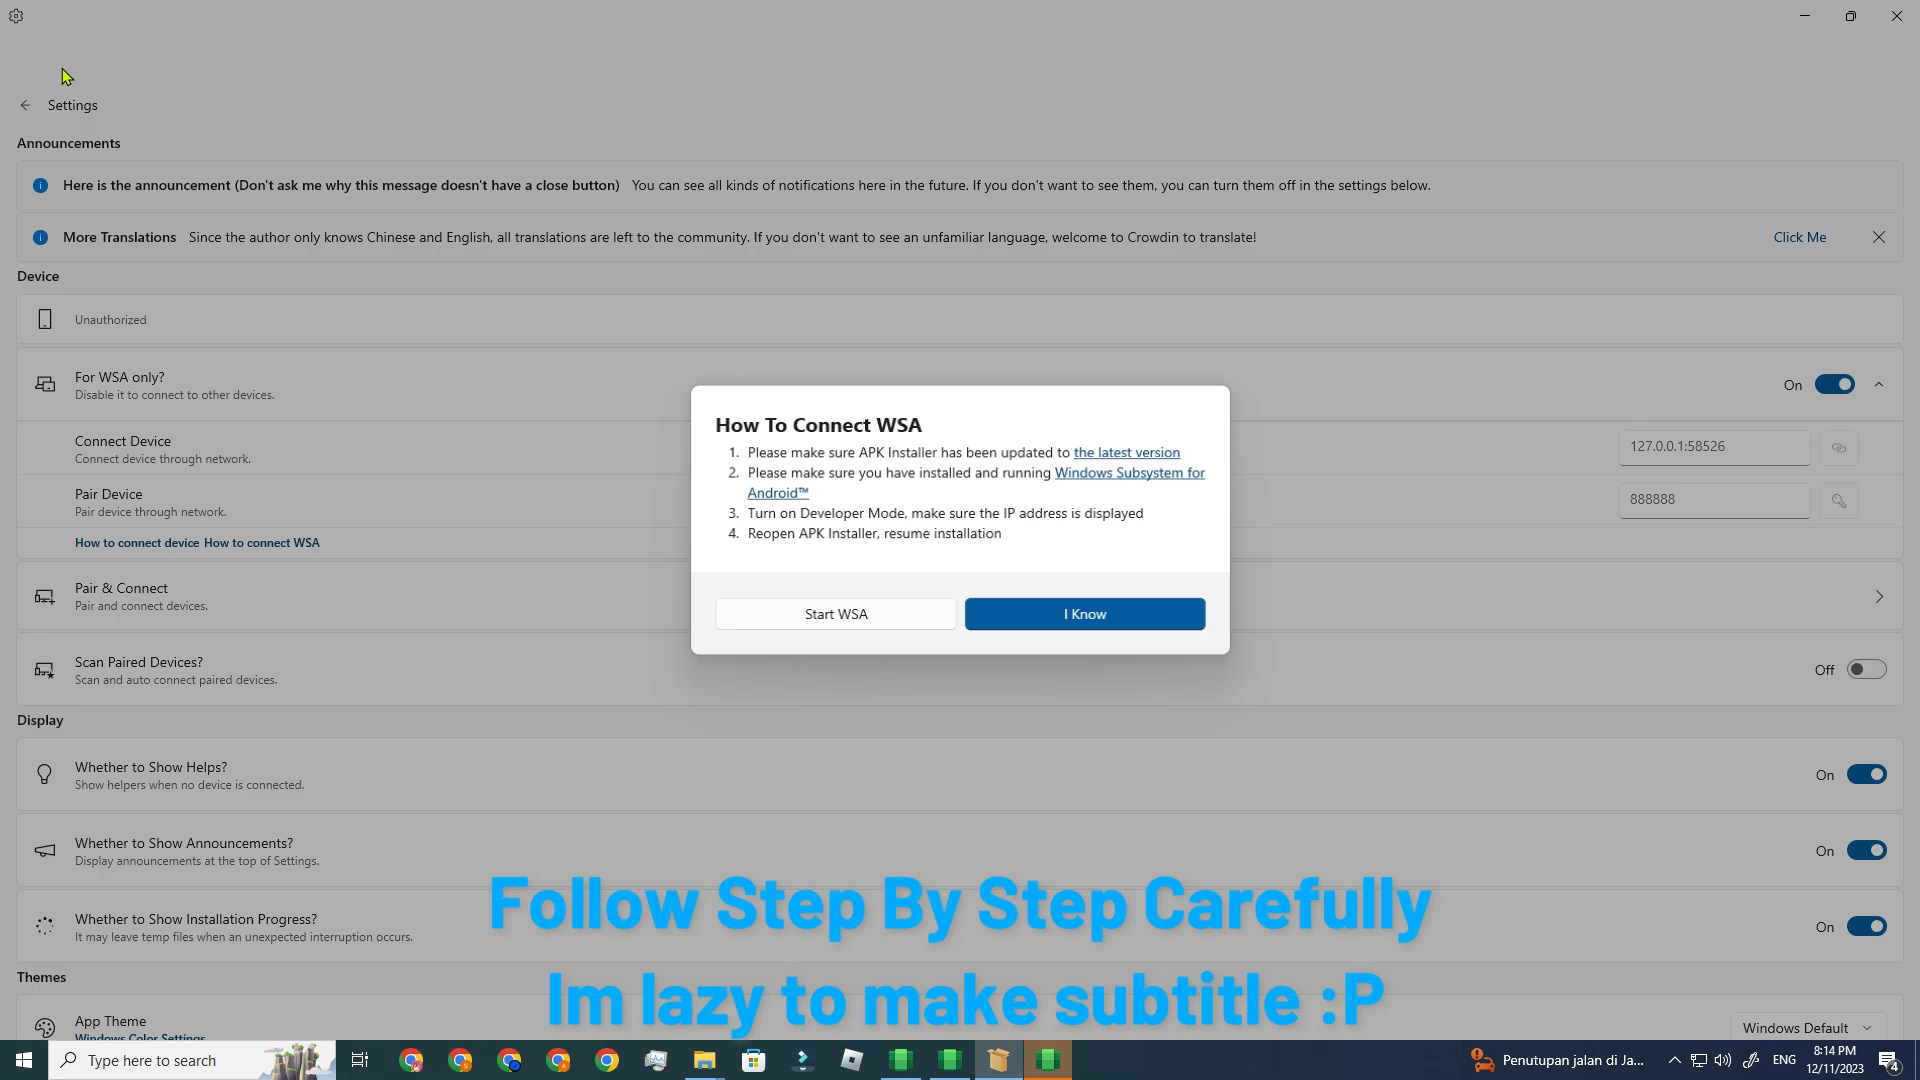 Settings
Announcements
Here is the announcement (Don't ask me why this message doesn't have a close button) You can see all kinds of notifications here in the future. If you don't want to see them, you can turn them off in the settings below.
More Translations Since the author only knows Chinese and English, all translations are left to the community. If you don't want to see an unfamiliar language, welcome to Crowdin to translate! Click Me
Device
Unauthorized
For WSA only?
Disable it to connect to other devices.
On
Connect Device
Connect device through network.
127.0.0.1:58526
Pair Device
Pair device through network.
888888
How to connect device How to connect WSA
Pair & Connect
Pair and connect devices.
Scan Paired Devices?
Scan and auto connect paired devices.
Off
How To Connect WSA
1. Please make sure APK Installer has been updated to the latest version
2. Please make sure you have installed and running Windows Subsystem for
Android™
3. Turn on Developer Mode, make sure the IP address is displayed
4. Reopen APK Installer, resume installation
Start WSA
I Know
Display
Whether to Show Helps?
Show helpers when no device is connected.
On
Whether to Show Announcements?
Display announcements at the top of Settings.
On
Whether to Show Installation Progress?
It may leave temp files when an unexpected interruption occurs.
On
Follow Step By Step Carefully
Im lazy to make subtitle :P
Themes
App Theme
Windows Color Settings
Windows Default
Type here to search
Penutupan jalan di Ja...
ENG
8:14 PM
12/11/2023
4